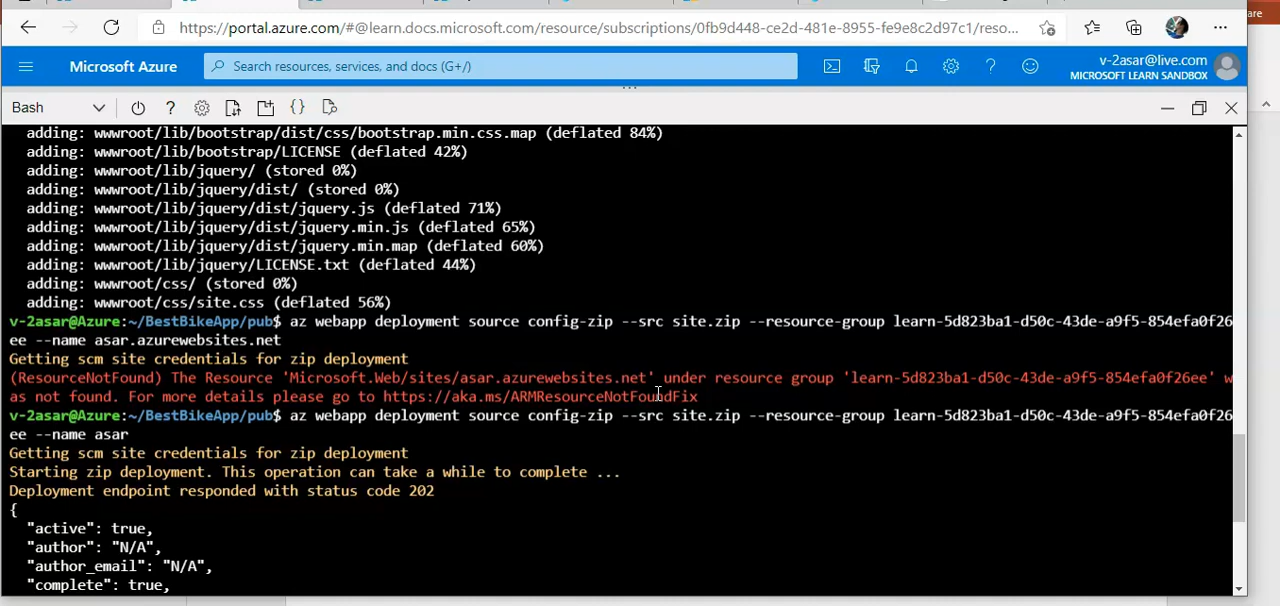 https://portal.azure.com/#@learn.docs.microsoft.com/resource/subscriptions/0fb9d448-ce2d-481e-8955-fe9e8c2d97c1/reso...
are
Microsoft Azure
Search resources, services, and docs (G+/)
v-2asar@live.com
MICROSOFT LEARN SANDBOX
Bash
adding: wwwroot/lib/bootstrap/dist/css/bootstrap.min.css.map (deflated 84%)
adding: wwwroot/lib/bootstrap/LICENSE (deflated 42%)
adding: wwwroot/lib/jquery/ (stored 0%)
adding: wwwroot/lib/jquery/dist/ (stored 0%)
adding: wwwroot/lib/jquery/dist/jquery.js (deflated 71%)
adding: wwwroot/lib/jquery/dist/jquery.min.js (deflated 65%)
adding: wwwroot/lib/jquery/dist/jquery.min.map (deflated 60%)
adding: wwwroot/lib/jquery/LICENSE.txt (deflated 44%)
adding: wwwroot/css/ (stored 0%)
adding: wwwroot/css/site.css (deflated 56%)
v-2asar@Azure:~/BestBikeApp/pub$ az webapp deployment source config-zip --src site.zip --resource-group learn-5d823ba1-d50c-43de-a9f5-854efa0f26
ee --name asar.azurewebsites.net
Getting scm site credentials for zip deployment
(ResourceNotFound) The Resource 'Microsoft.Web/sites/asar.azurewebsites.net' under resource group 'learn-5d823ba1-d50c-43de-a9f5-854efa0f26ee' w
as not found. For more details please go to https://aka.ms/ARMResourceNotFoundFix
v-2asar@Azure:~/BestBikeApp/pub$ az webapp deployment source config-zip --src site.zip --resource-group learn-5d823ba1-d50c-43de-a9f5-854efa0f26
ee --name asar
Getting scm site credentials for zip deployment
Starting zip deployment. This operation can take a while to complete ...
Deployment endpoint responded with status code 202
{
"active": true,
"author": "N/A",
"author_email": "N/A",
"complete": true,